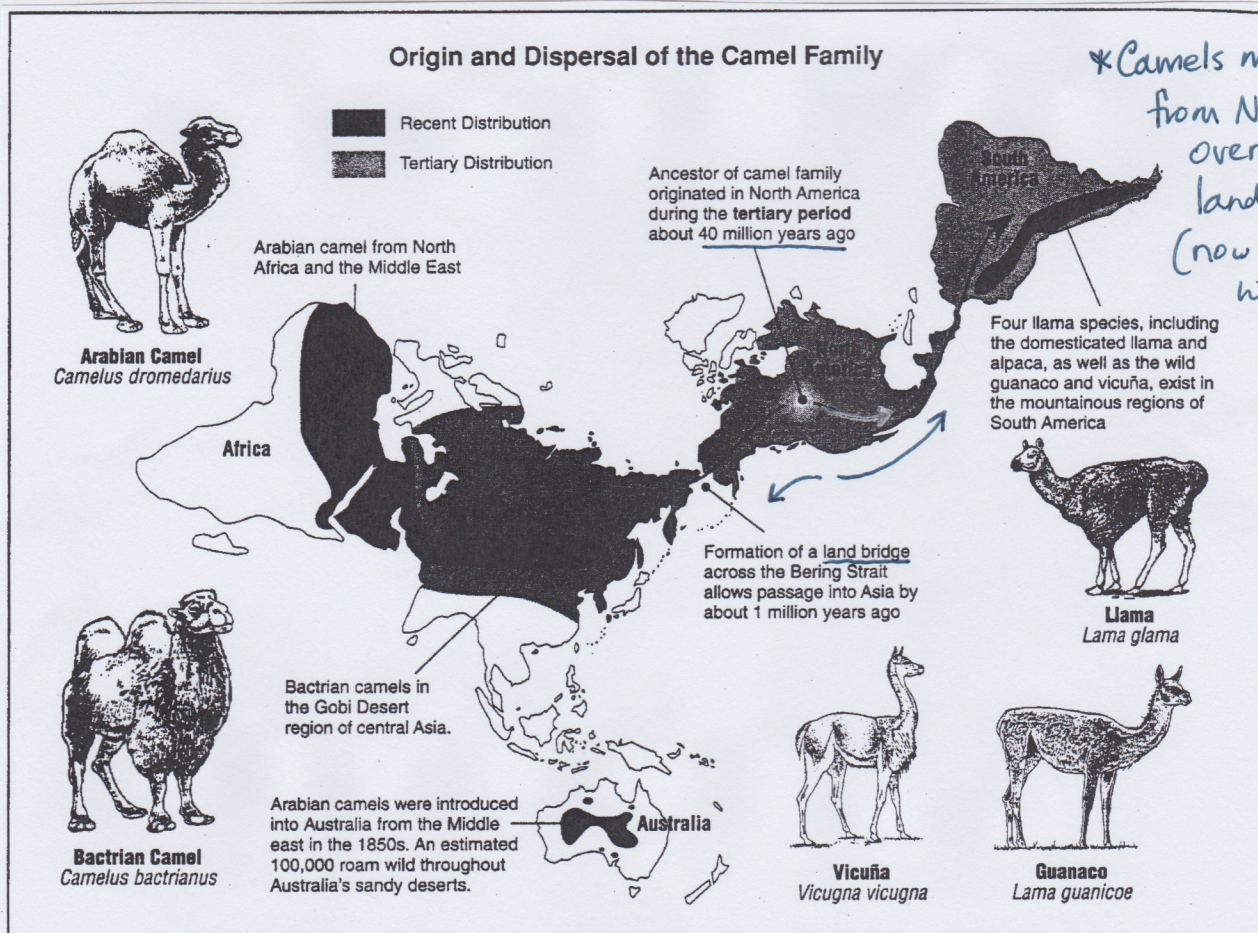 Origin and Dispersal of the Camel Family
*Camels
from
over
land
(now
Recent Distribution
Tertiary Distribution
Ancestor of camel family
originated in North America
during the tertiary period
about 40 million years ago
South
America
Arabian camel from North
Africa and the Middle East
Arabian Camel
Camelus dromedarius
North
America
Four llama species, including
the domesticated llama and
alpaca, as well as the wild
guanaco and vicuña, exist in
the mountainous regions of
South America
Africa
Formation of a land bridge
across the Bering Strait
allows passage into Asia by
about 1 million years ago
Llama
Lama glama
Bactrian camels in
the Gobi Desert
region of central Asia.
Arabian camels were introduced
into Australia from the Middle
east in the 1850s. An estimated
100,000 roam wild throughout
Australia's sandy deserts.
Australia
Bactrian Camel
Camelus bactrianus
Vicuña
Vicugna vicugna
Guanaco
Lama guanicoe